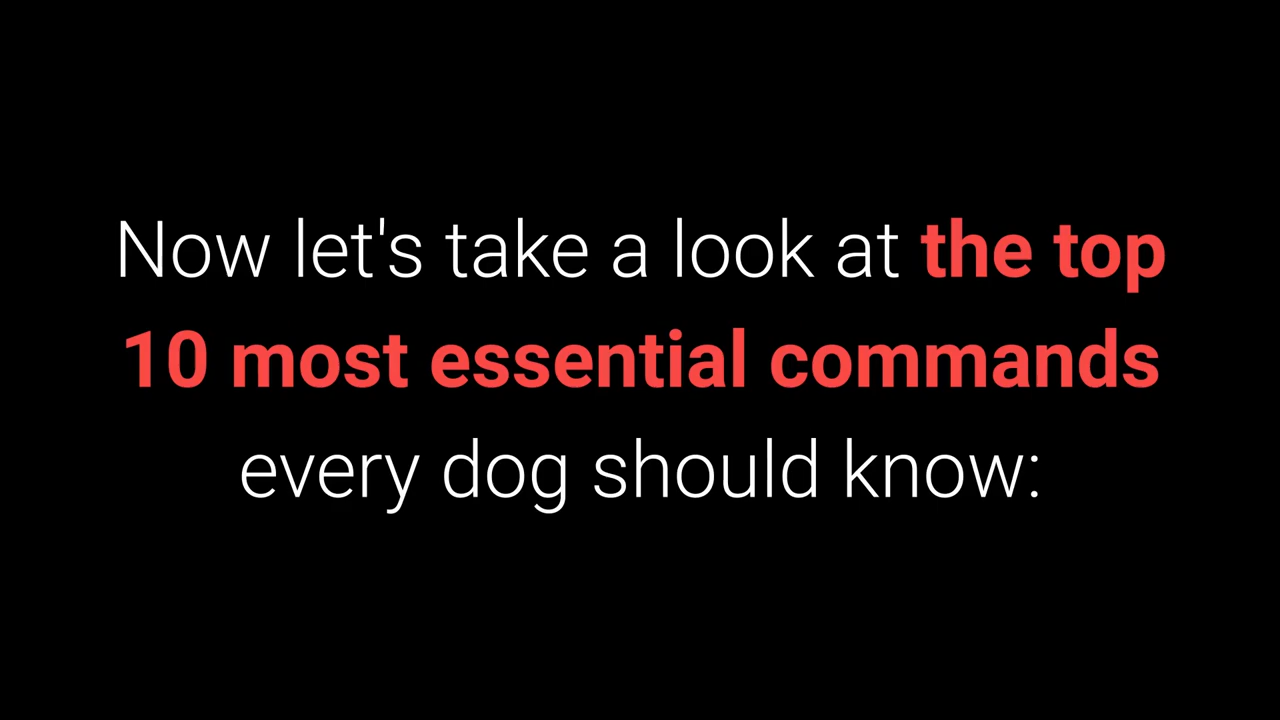 Now let's take a look at the top
10 most essential commands
every dog should know: